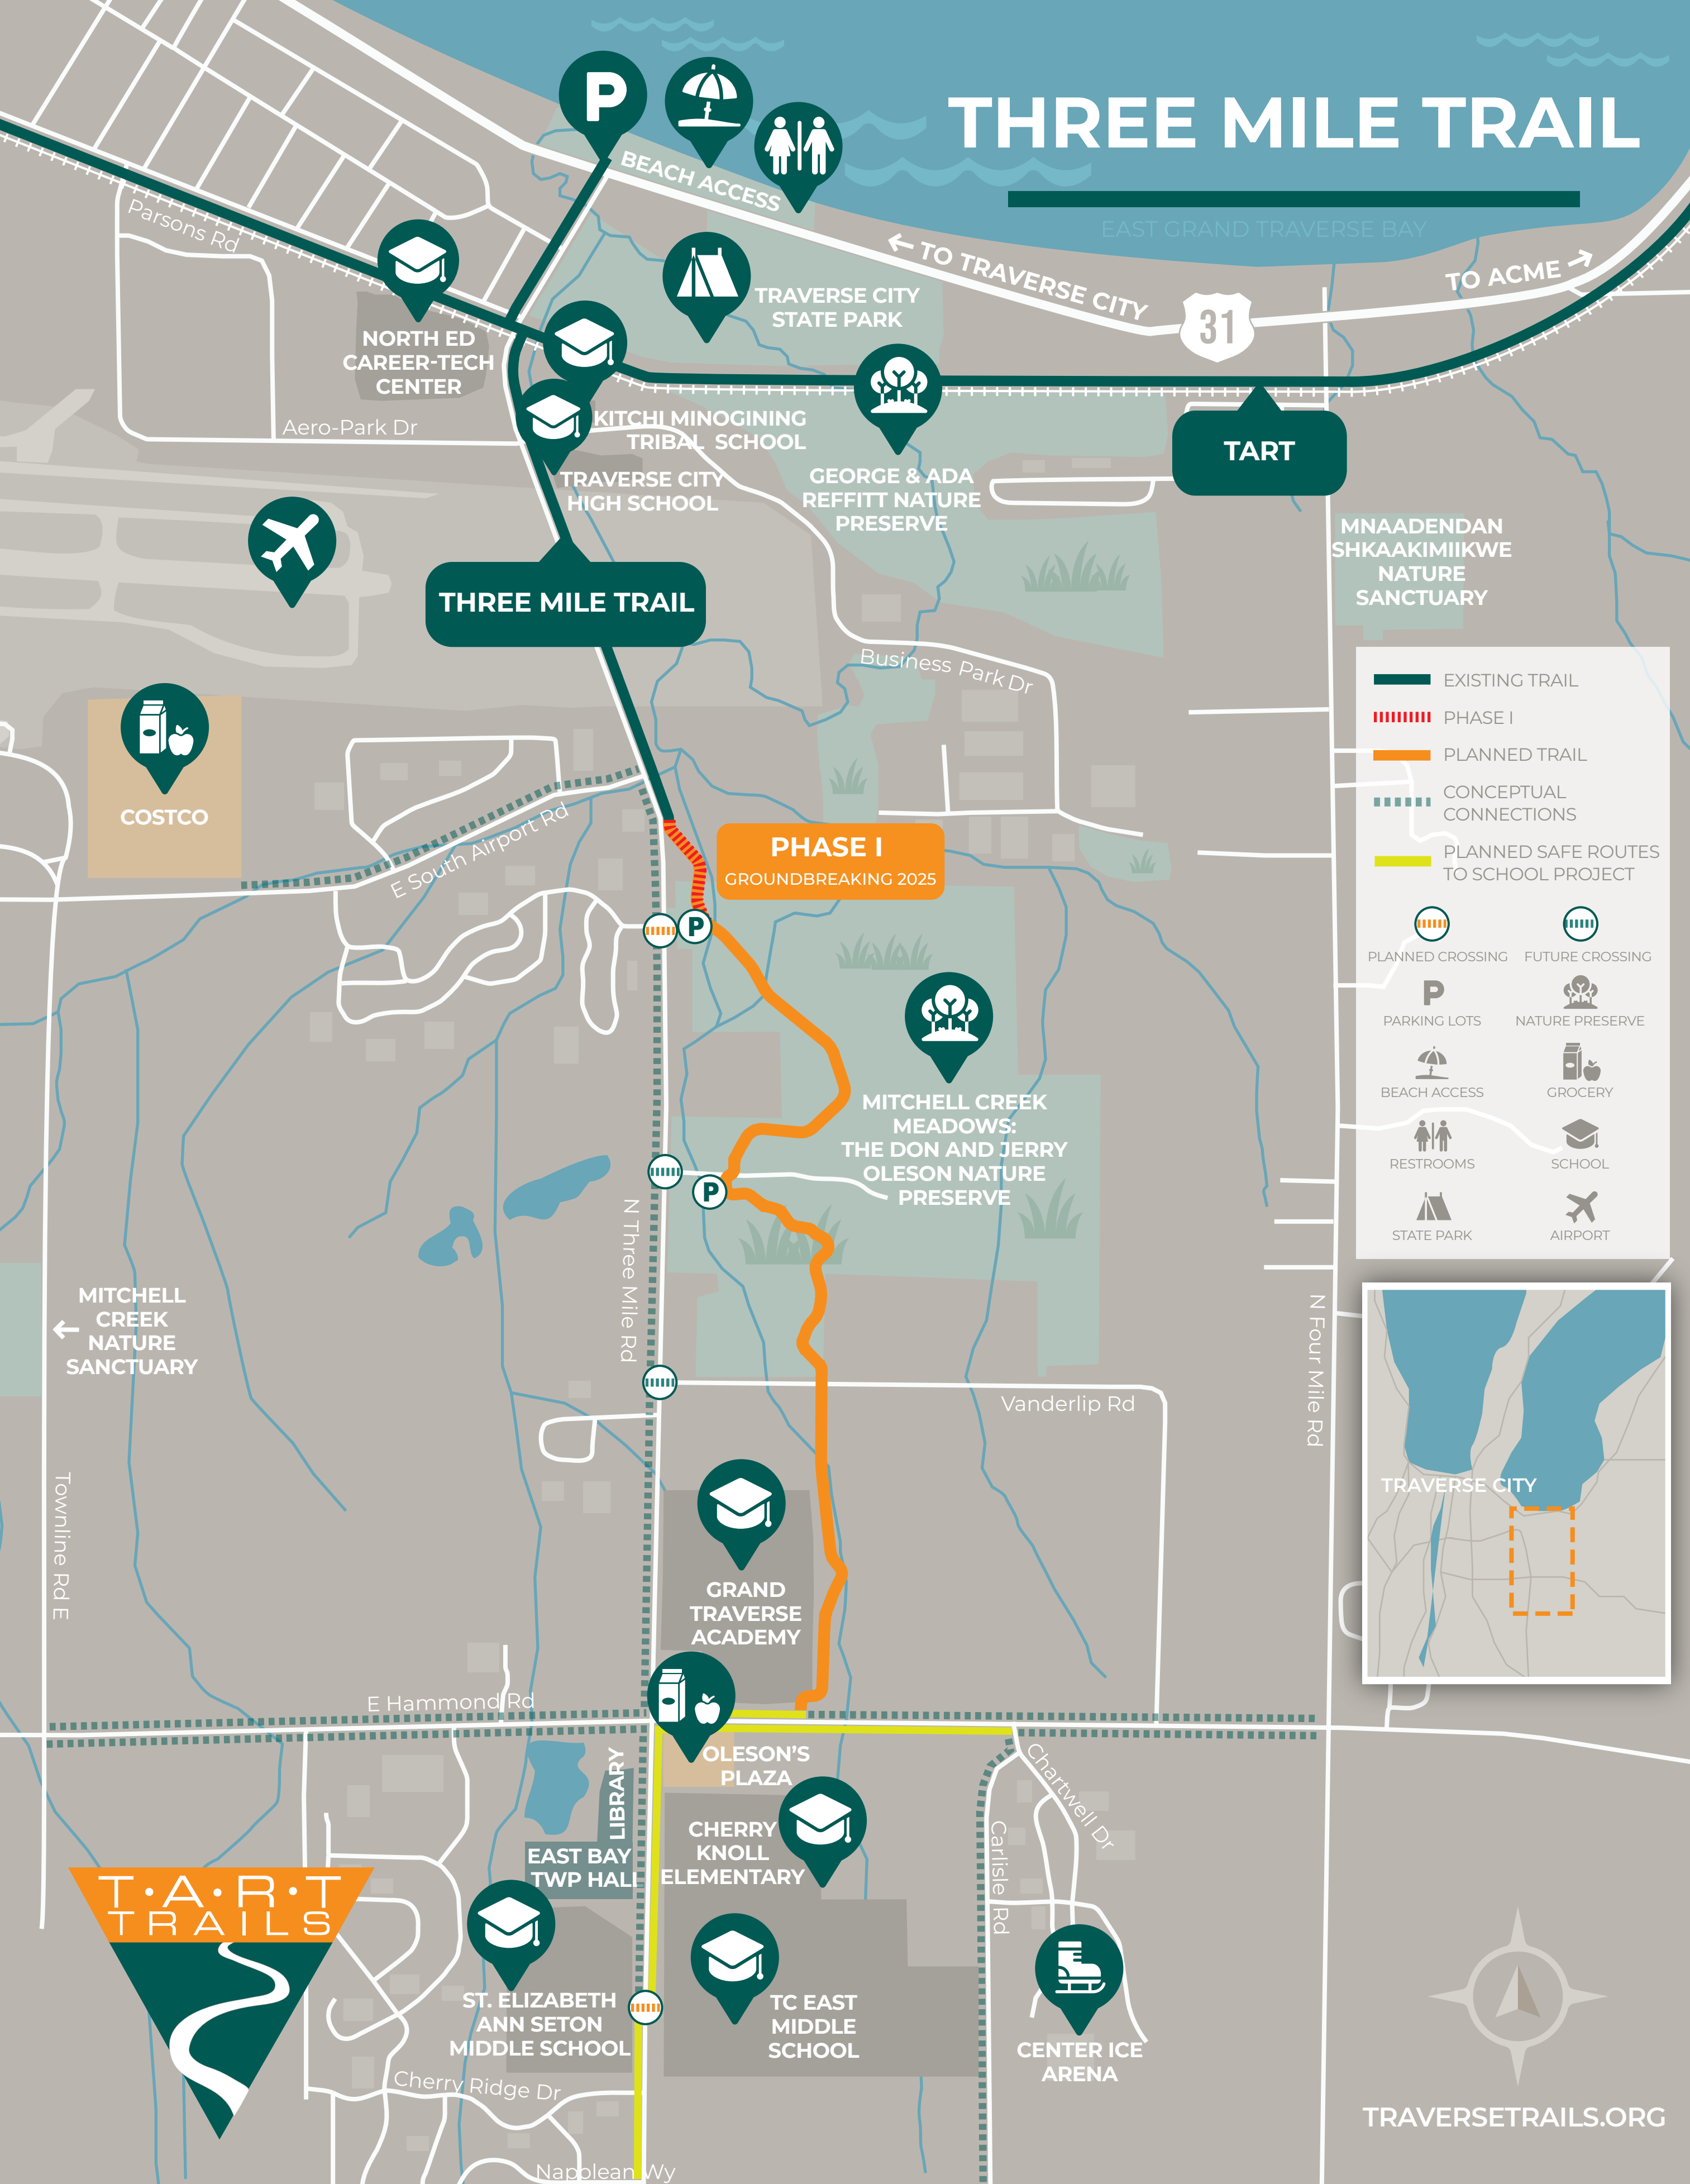 THREE MILE TRAIL
EAST GRAND TRAVERSE BAY
P
BEACH ACCESS
← TO TRAVERSE CITY
TO ACME →
31
Parsons Rd
NORTH ED
CAREER-TECH
CENTER
TRAVERSE CITY
STATE PARK
Aero-Park Dr
KITCHI MINOGINING
TRIBAL SCHOOL
TRAVERSE CITY
HIGH SCHOOL
GEORGE & ADA
REFFITT NATURE
PRESERVE
TART
MNAADENDAN
SHKAAKIMIIKWE
NATURE
SANCTUARY
THREE MILE TRAIL
Business Park Dr
COSTCO
E South Airport Rd
PHASE I
GROUNDBREAKING 2025
P
EXISTING TRAIL
PHASE I
PLANNED TRAIL
CONCEPTUAL
CONNECTIONS
PLANNED SAFE ROUTES
TO SCHOOL PROJECT
PLANNED CROSSING
FUTURE CROSSING
P
PARKING LOTS
NATURE PRESERVE
BEACH ACCESS
GROCERY
RESTROOMS
SCHOOL
STATE PARK
AIRPORT
MITCHELL CREEK
MEADOWS:
THE DON AND JERRY
OLESON NATURE
PRESERVE
P
N Three Mile Rd
MITCHELL
← CREEK
NATURE
SANCTUARY
N Four Mile Rd
Vanderlip Rd
Townline Rd E
TRAVERSE CITY
GRAND
TRAVERSE
ACADEMY
E Hammond Rd
OLESON'S
PLAZA
LIBRARY
EAST BAY
TWP HALL
CHERRY
KNOLL
ELEMENTARY
Chartwell Dr
Carlisle Rd
T·A·R·T
TRAILS
ST. ELIZABETH
ANN SETON
MIDDLE SCHOOL
TC EAST
MIDDLE
SCHOOL
CENTER ICE
ARENA
Cherry Ridge Dr
Napolean Wy
TRAVERSETRAILS.ORG